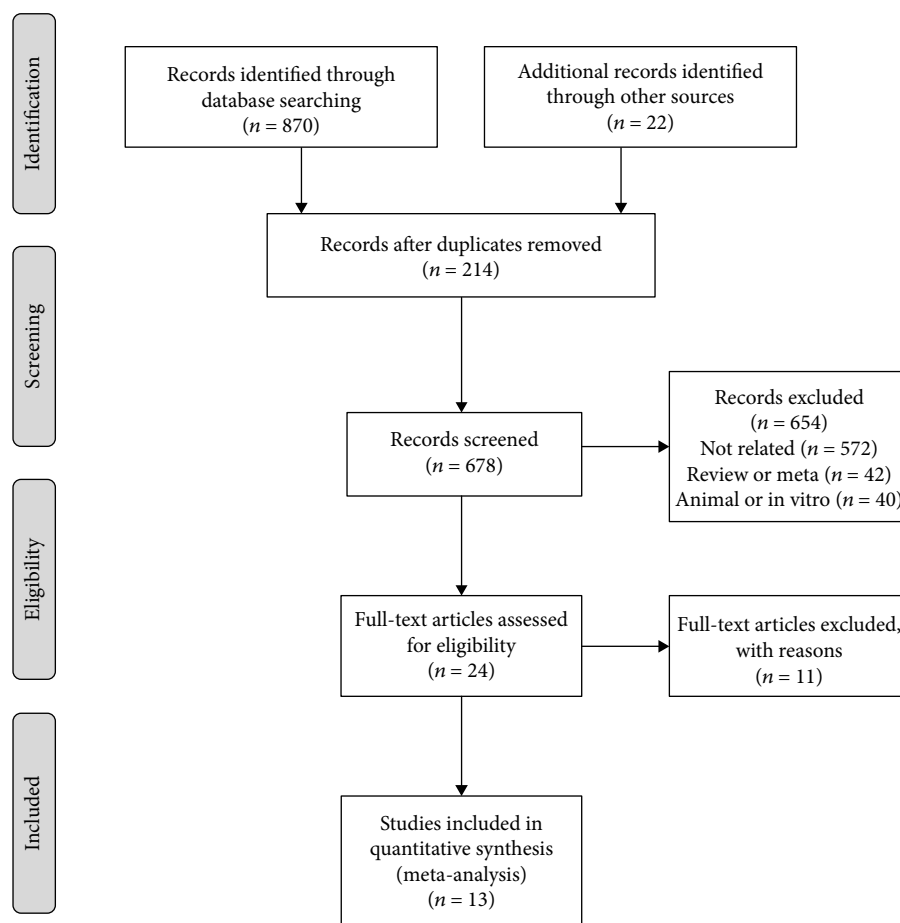 Identification
Records identified through
database searching
(n = 870)
Additional records identified
through other sources
(n = 22)
Records after duplicates removed
(n = 214)
Screening
Records screened
(n = 678)
Records excluded
(n = 654)
Not related (n = 572)
Review or meta (n = 42)
Animal or in vitro (n = 40)
Eligibility
Full-text articles assessed
for eligibility
(n = 24)
Full-text articles excluded,
with reasons
(n = 11)
Included
Studies included in
quantitative synthesis
(meta-analysis)
(n = 13)